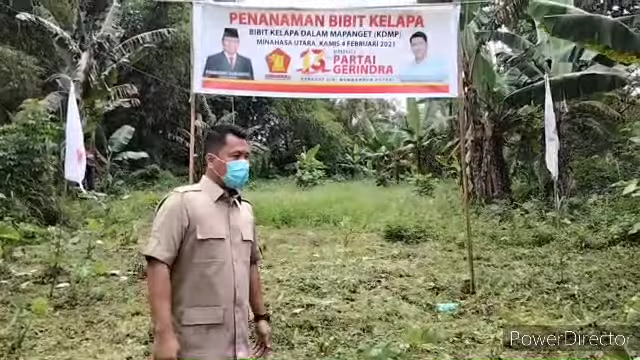 PENANAMAN BIBIT KELAPA
BIBIT KELAPA DALAM MAPANGET (KDMP)
MINAHASA UTARA, KAMIS 4 FEBRUARI 2021
13
PARTAI
GERINDRA
PowerDirector